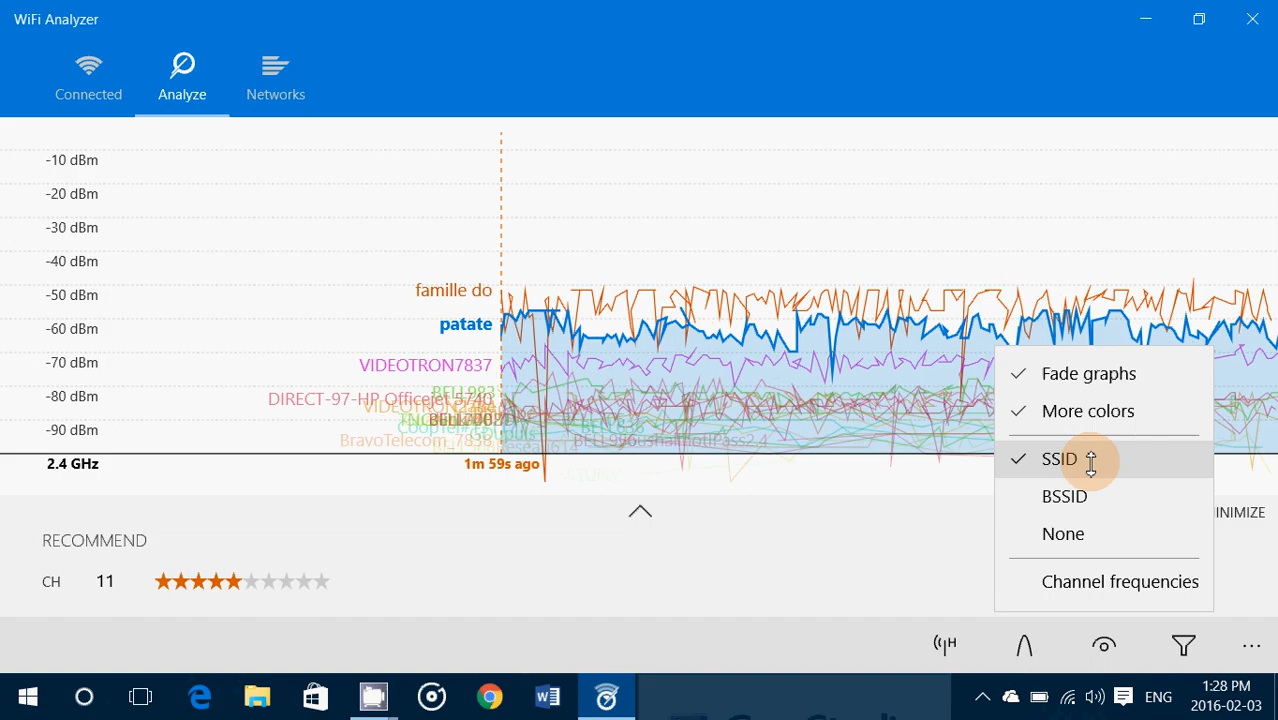 WiFi Analyzer
Connected
Analyze
Networks
-10 dBm
-20 dBm
-30 dBm
-40 dBm
-50 dBm
-60 dBm
-70 dBm
-80 dBm
-90 dBm
famille do
patate
VIDEOTRON7837
DIRECT-97-HP Officejet 5740
2.4 GHz
1m 59s ago
Fade graphs
More colors
SSID
BSSID
None
Channel frequencies
INIMIZE
RECOMMEND
CH 11
ENG
1:28 PM
2016-02-03